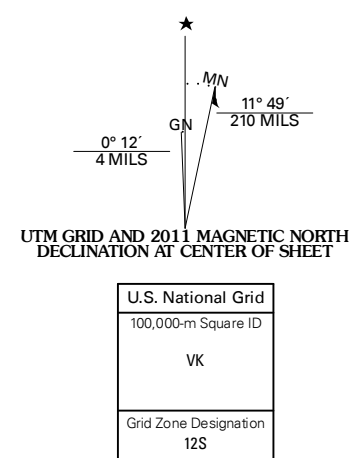 ★
MN
GN
11° 49´
210 MILS
0° 12´
4 MILS
UTM GRID AND 2011 MAGNETIC NORTH
DECLINATION AT CENTER OF SHEET
U.S. National Grid
100,000-m Square ID
VK
Grid Zone Designation
12S